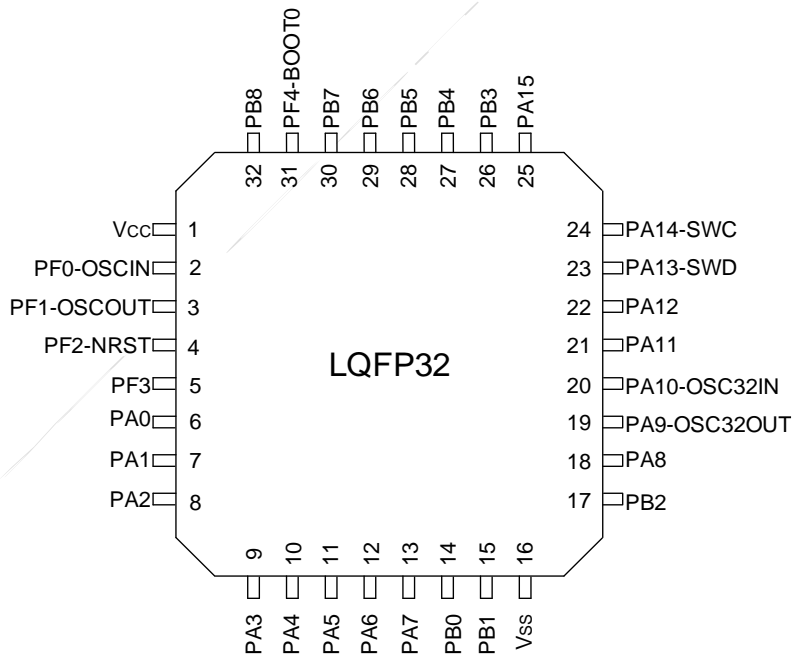 PB8
PF4-BOOT0
PB7
PB6
PB5
PB4
PB3
PA15
32
31
30
29
28
27
26
25
Vcc 1
PF0-OSCIN 2
PF1-OSCOUT 3
PF2-NRST 4
PF3 5
PA0 6
PA1 7
PA2 8
LQFP32
24 PA14-SWC
23 PA13-SWD
22 PA12
21 PA11
20 PA10-OSC32IN
19 PA9-OSC32OUT
18 PA8
17 PB2
9
10
11
12
13
14
15
16
PA3
PA4
PA5
PA6
PA7
PB0
PB1
Vss